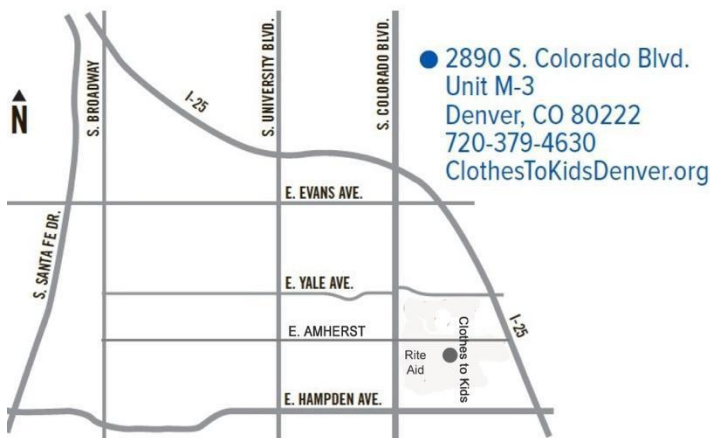 2890 S. Colorado Blvd.
Unit M-3
Denver, CO 80222
720-379-4630
ClothesToKidsDenver.org
N
S. BROADWAY
I-25
S. UNIVERSITY BLVD.
S. COLORADO BLVD.
E. EVANS AVE.
S. SANTA FE DR.
E. YALE AVE.
E. AMHERST
I-25
Rite
Aid
Clothes to Kids
E. HAMPDEN AVE.